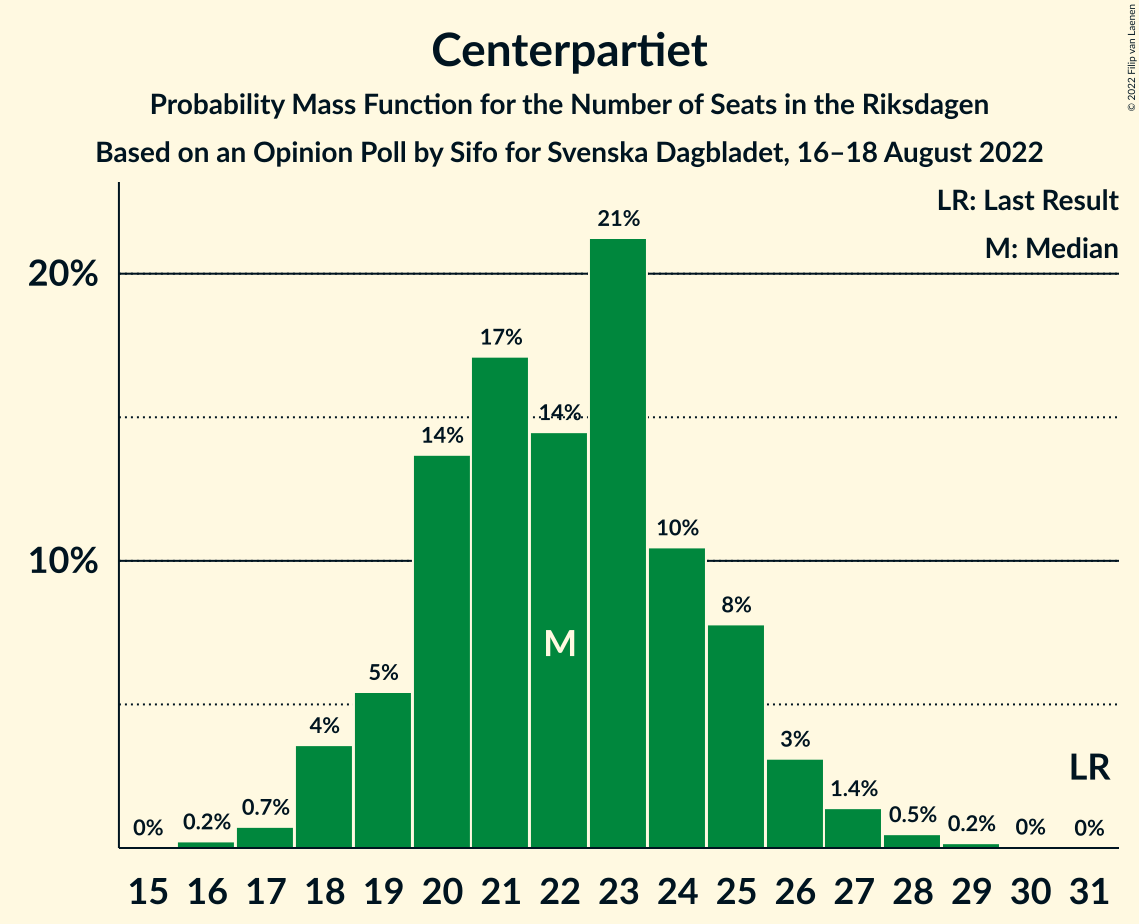 Centerpartiet
Probability Mass Function for the Number of Seats in the Riksdagen
Based on an Opinion Poll by Sifo for Svenska Dagbladet, 16–18 August 2022
© 2022 Filip van Laenen
LR: Last Result
M: Median
20%
10%
0%
0.2%
0.7%
4%
5%
14%
17%
14%
21%
10%
8%
3%
1.4%
0.5%
0.2%
0%
0%
M
LR
15 16 17 18 19 20 21 22 23 24 25 26 27 28 29 30 31